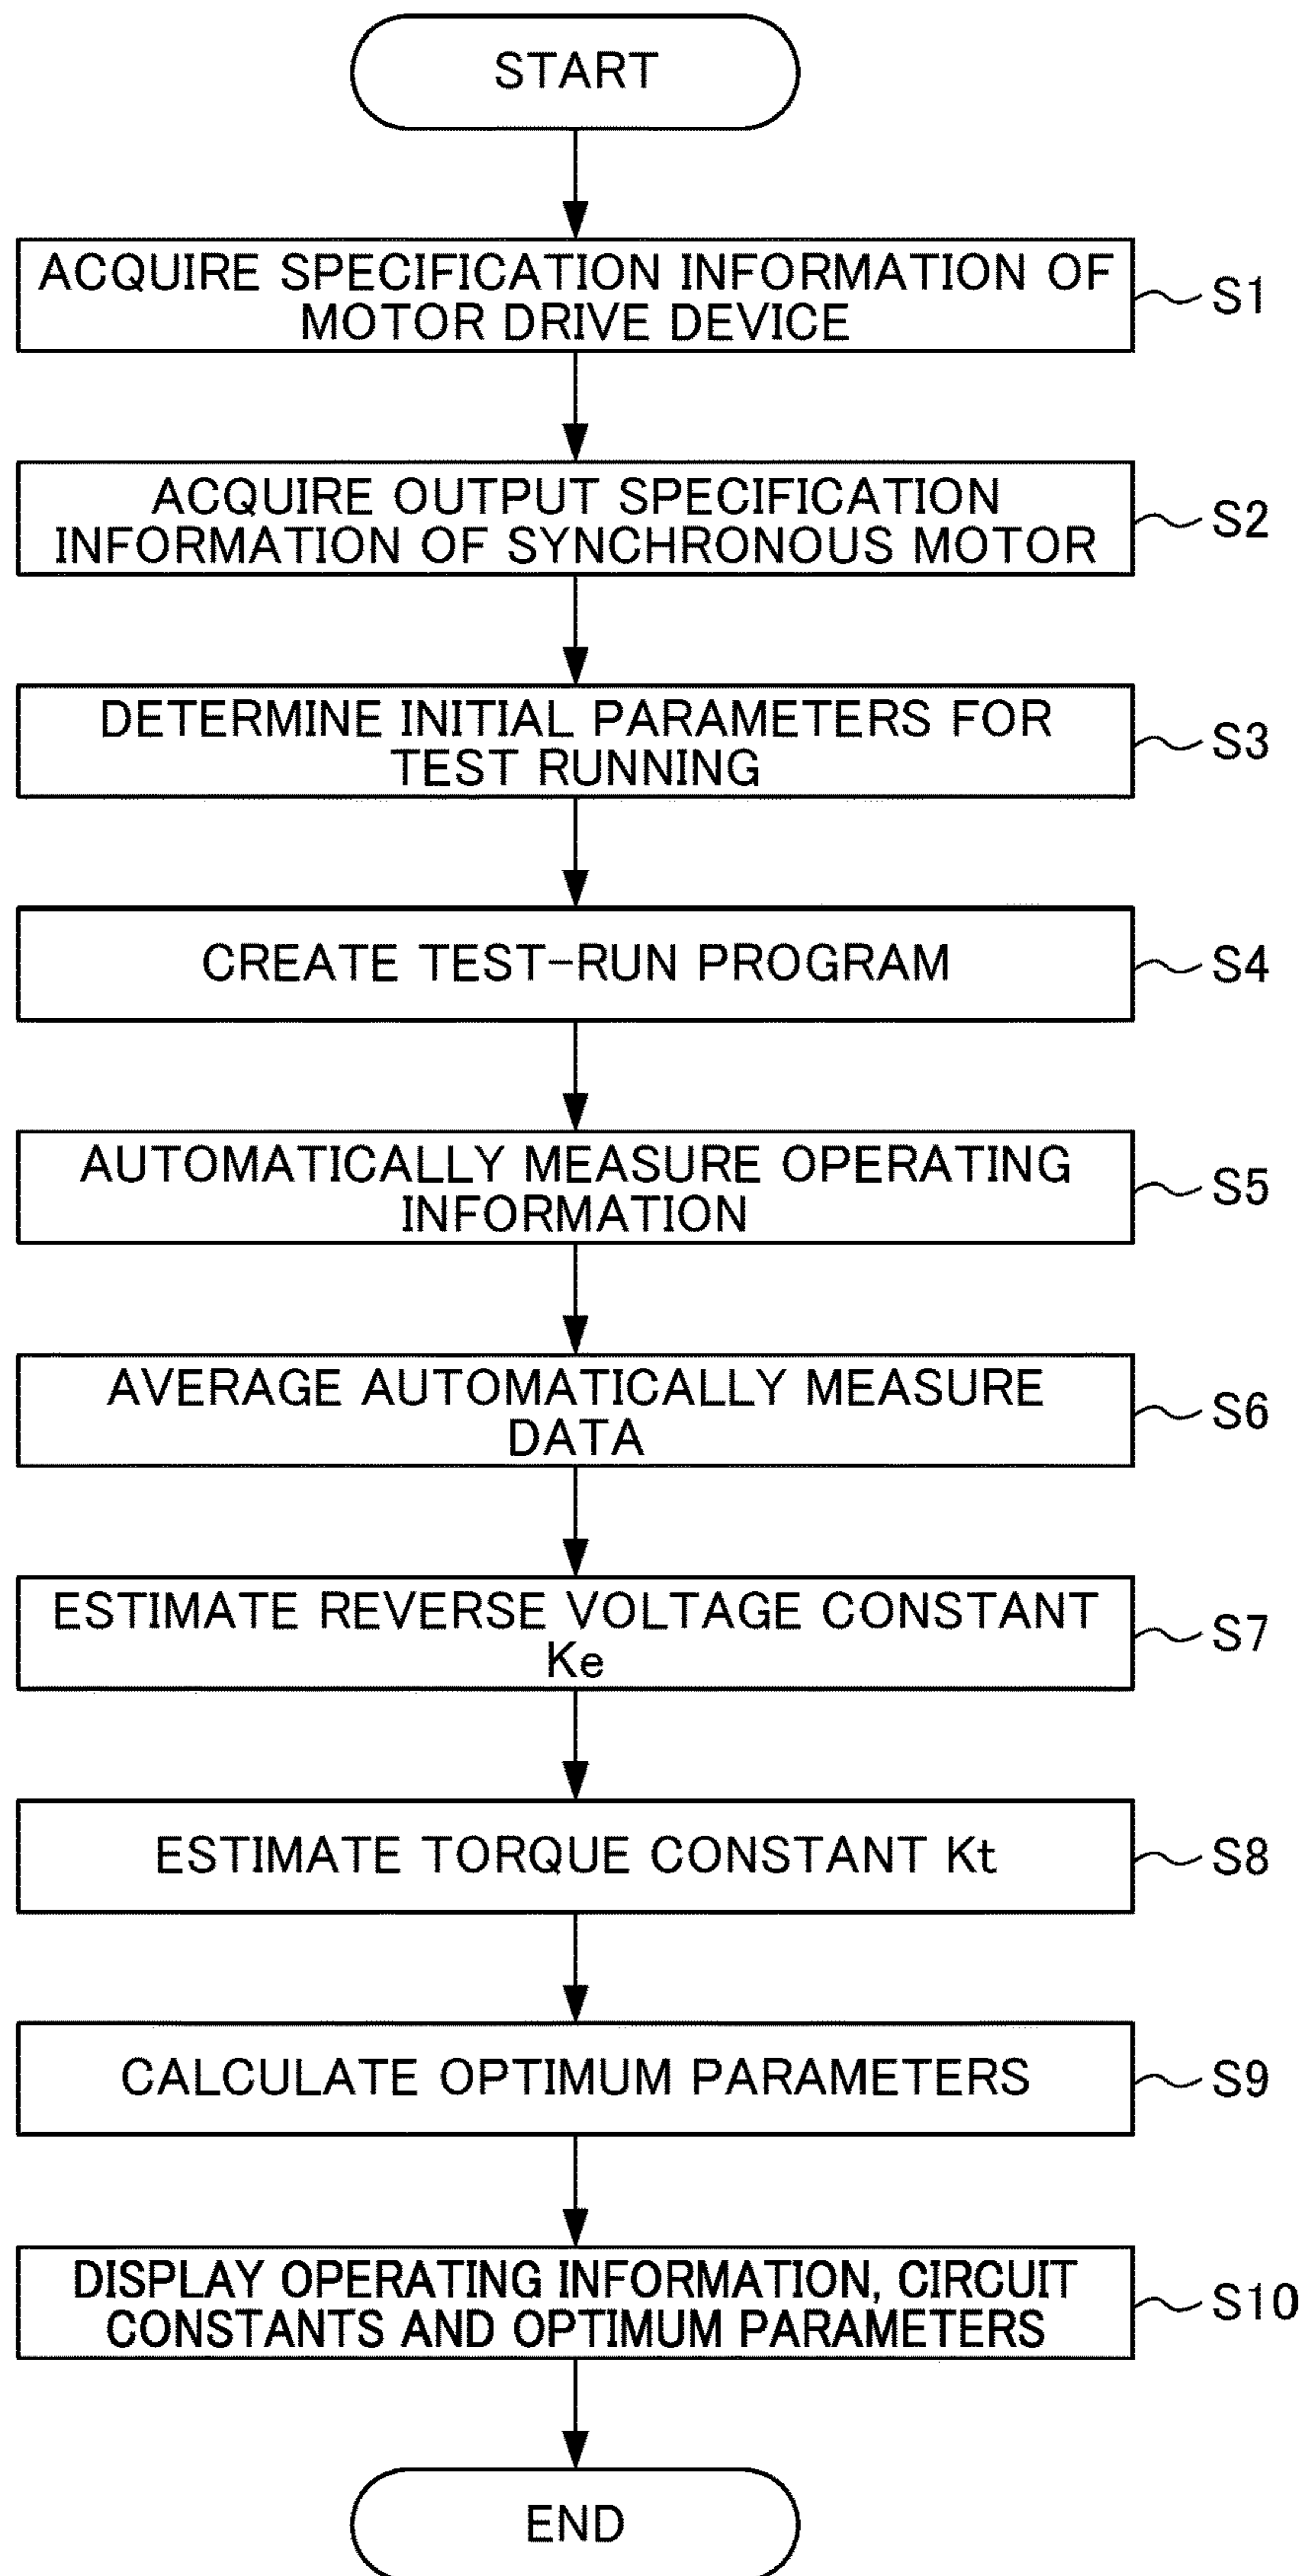 START
ACQUIRE SPECIFICATION INFORMATION OF
MOTOR DRIVE DEVICE
S1
ACQUIRE OUTPUT SPECIFICATION
INFORMATION OF SYNCHRONOUS MOTOR
S2
DETERMINE INITIAL PARAMETERS FOR
TEST RUNNING
S3
CREATE TEST-RUN PROGRAM
S4
AUTOMATICALLY MEASURE OPERATING
INFORMATION
S5
AVERAGE AUTOMATICALLY MEASURE
DATA
S6
ESTIMATE REVERSE VOLTAGE CONSTANT
Ke
S7
ESTIMATE TORQUE CONSTANT Kt
S8
CALCULATE OPTIMUM PARAMETERS
S9
DISPLAY OPERATING INFORMATION, CIRCUIT
CONSTANTS AND OPTIMUM PARAMETERS
S10
END